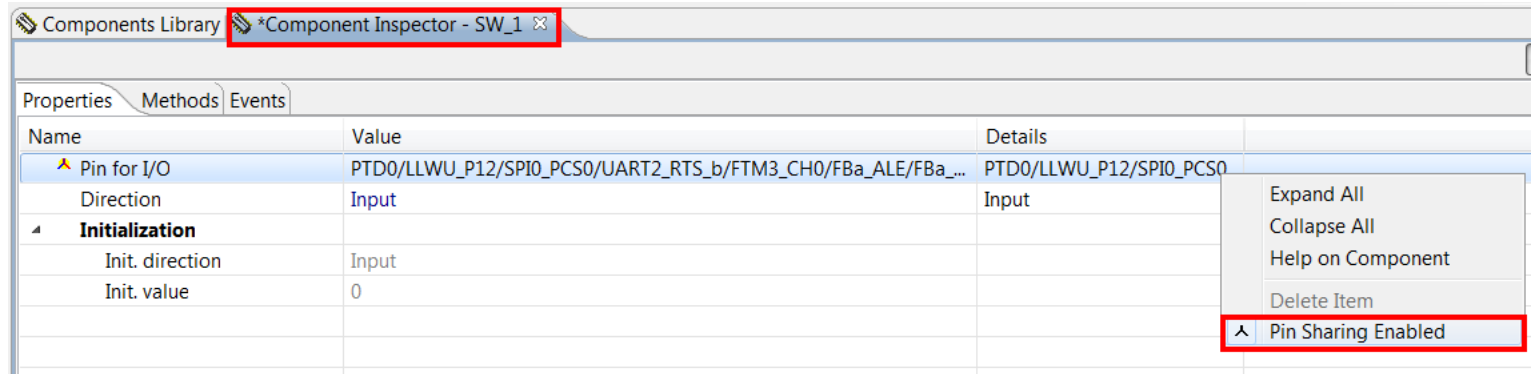 Components Library *Component Inspector - SW_1
Properties Methods Events
Name Value Details
Pin for I/O PTD0/LLWU_P12/SPI0_PCS0/UART2_RTS_b/FTM3_CH0/FBa_ALE/FBa_... PTD0/LLWU_P12/SPI0_PCS0
Direction Input Input
Initialization
Init. direction Input
Init. value 0
Expand All
Collapse All
Help on Component
Delete Item
Pin Sharing Enabled